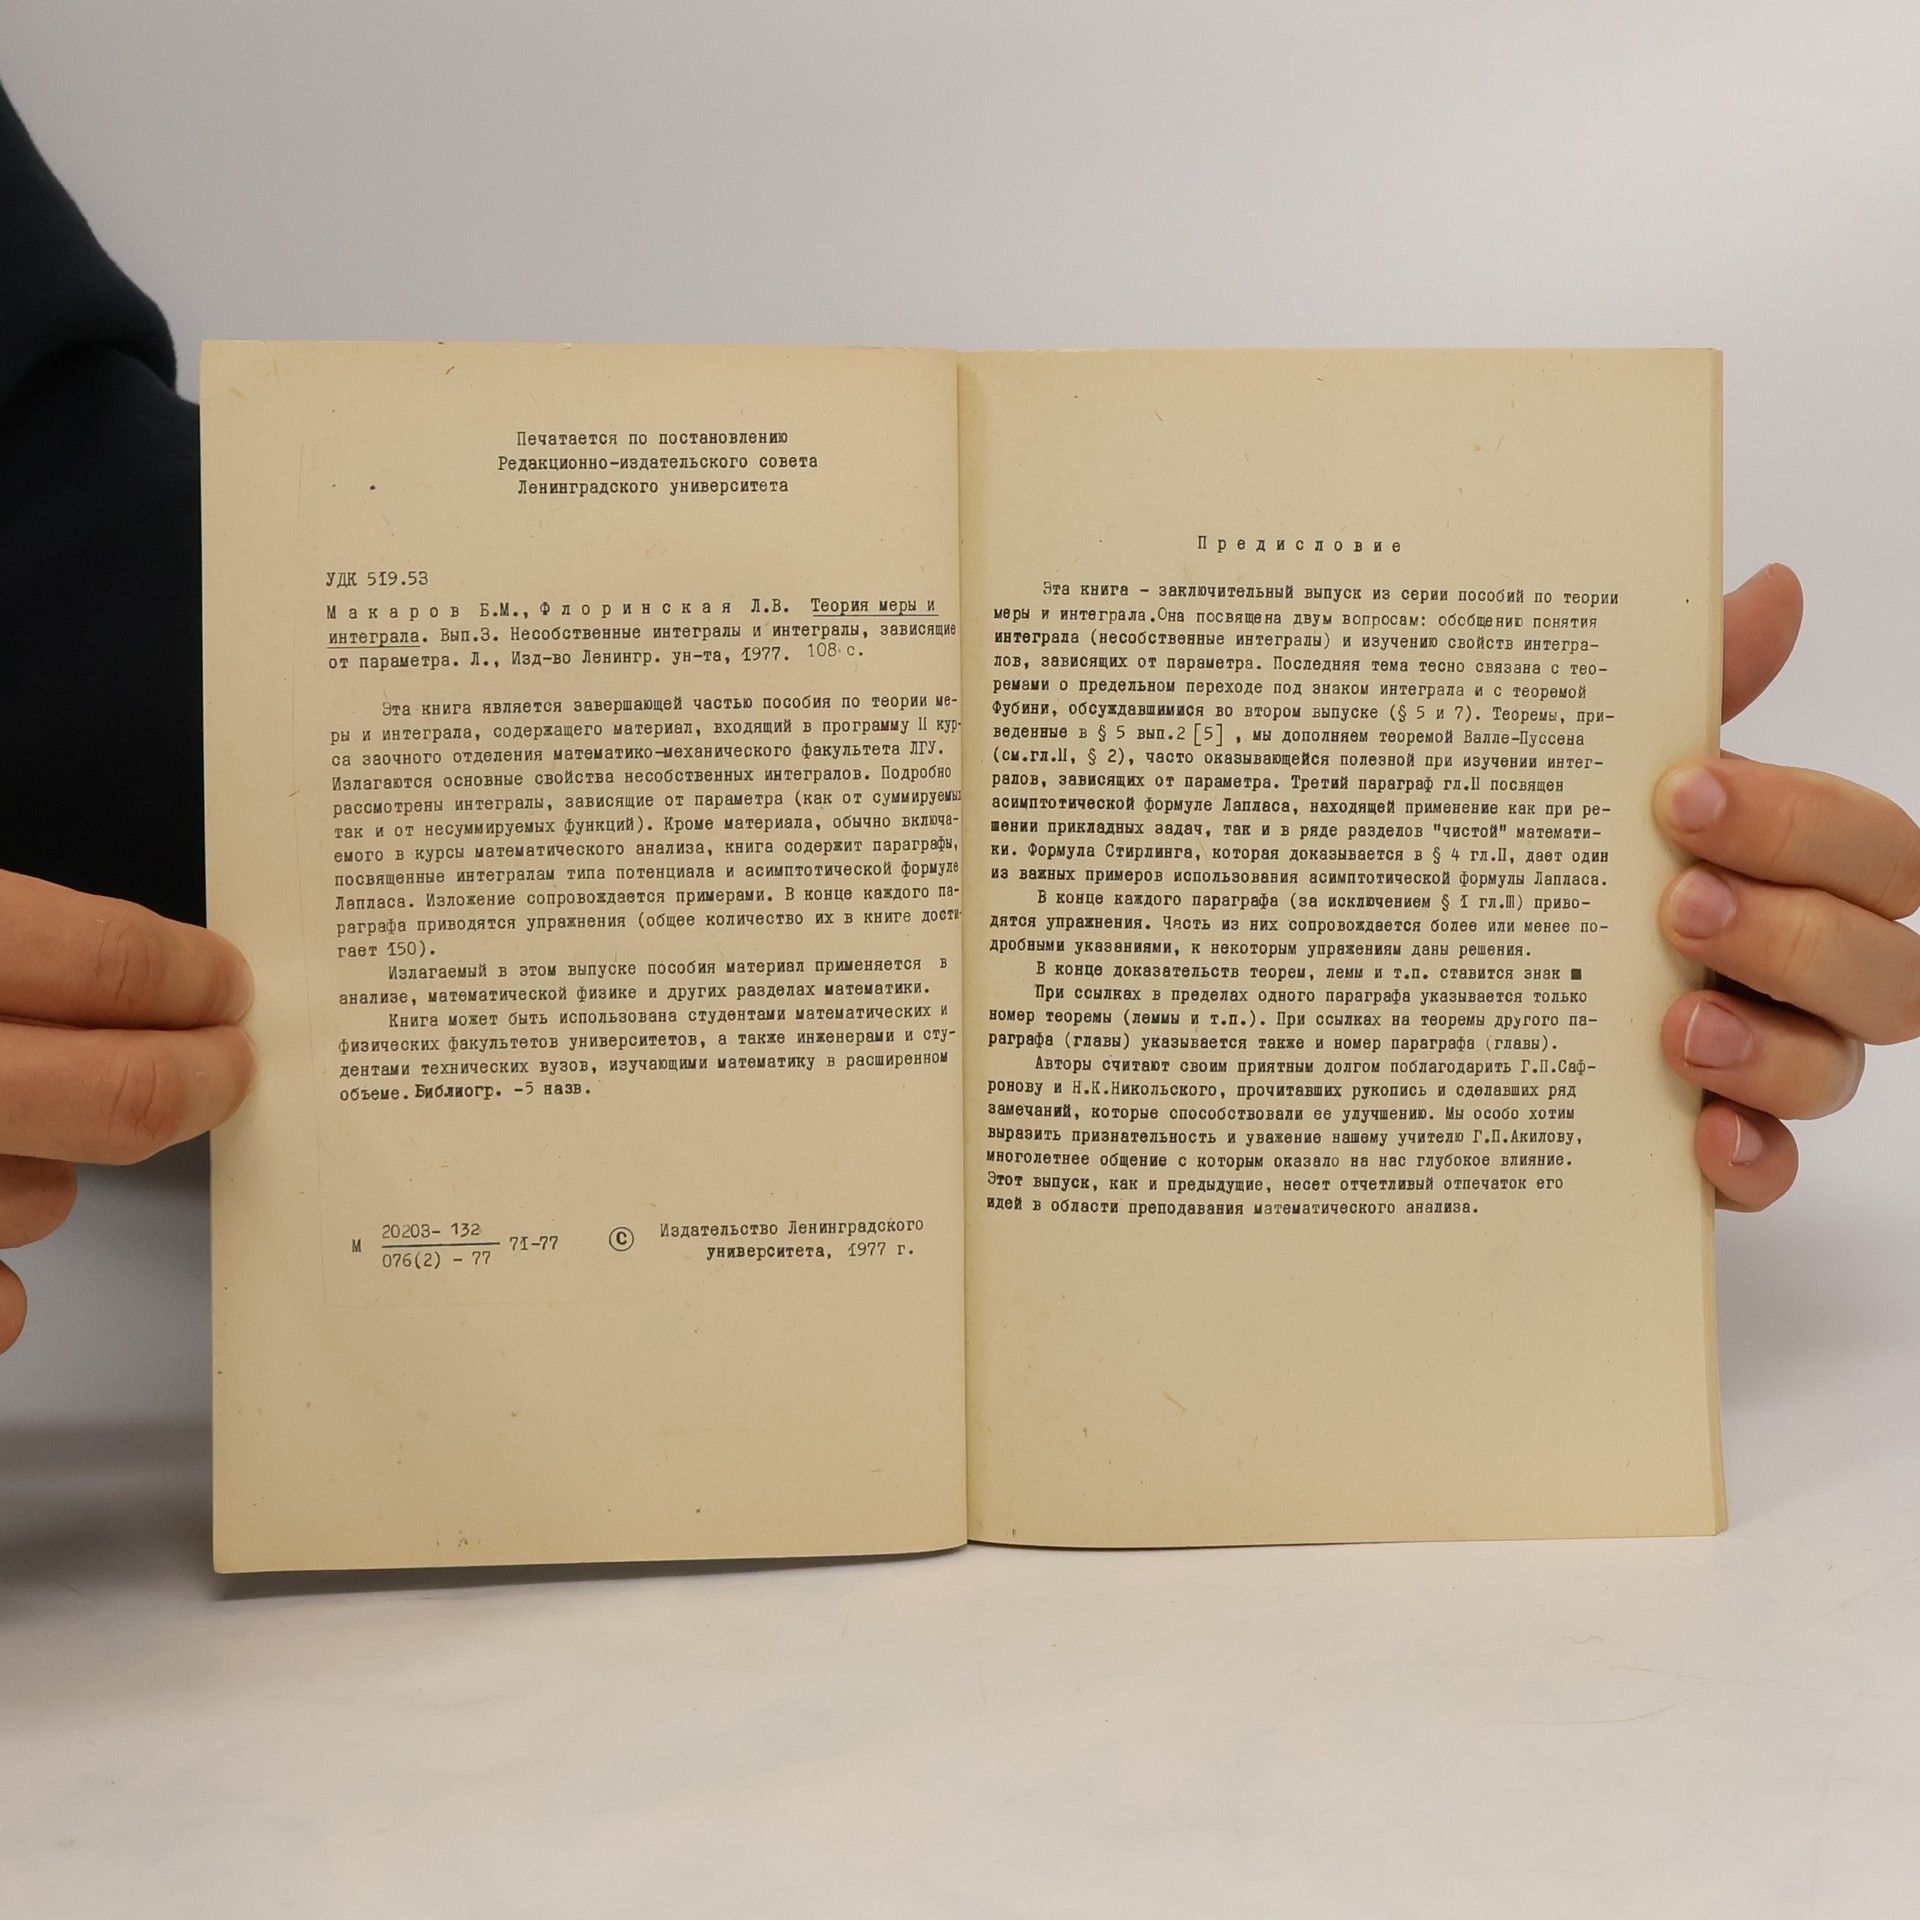 Печатается по постановлению
Редакционно-издательского совета
Ленинградского университета
УДК 519.53
Макаров Б.М., Флоринская Л.В. Теория меры и
интеграла. Вып.3. Несобственные интегралы и интегралы, зависящие
от параметра. Л., Изд-во Ленингр. ун-та, 1977. 108 с.
Эта книга является завершающей частью пособия по теории ме-
ры и интеграла, содержащего материал, входящий в программу II кур-
са заочного отделения математико-механического факультета ЛГУ.
Излагаются основные свойства несобственных интегралов. Подробно
рассмотрены интегралы, зависящие от параметра (как от суммируемы
так и от несуммируемых функций). Кроме материала, обычно включа-
емого в курсы математического анализа, книга содержит параграфы,
посвященные интегралам типа потенциала и асимптотической формуле
Лапласа. Изложение сопровождается примерами. В конце каждого па-
раграфа приводятся упражнения (общее количество их в книге дости-
гает 150).
Излагаемый в этом выпуске пособия материал применяется в
анализе, математической физике и других разделах математики.
Книга может быть использована студентами математических и
физических факультетов университетов, а также инженерами и сту-
дентами технических вузов, изучающими математику в расширенном
объеме. Библиогр. -5 назв.
М 20203- 132
076(2) - 77 71-77
© Издательство Ленинградского
университета, 1977 г.
Предисловие
Эта книга - заключительный выпуск из серии пособий по теории
меры и интеграла.Она посвящена двум вопросам: обобщению понятия
интеграла (несобственные интегралы) и изучению свойств интегра-
лов, зависящих от параметра. Последняя тема тесно связана с тео-
ремами о предельном переходе под знаком интеграла и с теоремой
Фубини, обсуждавшимися во втором выпуске (§ 5 и 7). Теоремы, при-
веденные в § 5 вып.2 [5] , мы дополняем теоремой Валле-Пуссена
(см.гл.II, § 2), часто оказывающейся полезной при изучении интег-
ралов, зависящих от параметра. Третий параграф гл.II посвящен
асимптотической формуле Лапласа, находящей применение как при ре-
шении прикладных задач, так и в ряде разделов "чистой" математи-
ки. Формула Стирлинга, которая доказывается в § 4 гл.II, дает один
из важных примеров использования асимптотической формулы Лапласа.
В конце каждого параграфа (за исключением § I гл.III) приво-
дятся упражнения. Часть из них сопровождается более или менее по-
дробными указаниями, к некоторым упражениям даны решения.
В конце доказательств теорем, лемм и т.п. ставится знак ■
При ссылках в пределах одного параграфа указывается только
номер теоремы (леммы и т.п.). При ссылках на теоремы другого па-
раграфа (главы) указывается также и номер параграфа (главы).
Авторы считают своим приятным долгом поблагодарить Г.П.Саф-
ронову и Н.К.Никольского, прочитавших рукопись и сделавших ряд
замечаний, которые способствовали ее улучшению. Мы особо хотим
выразить признательность и уважение нашему учителю Г.П.Акилову,
многолетнее общение с которым оказало на нас глубокое влияние.
Этот выпуск, как и предыдущие, несет отчетливый отпечаток его
идей в области преподавания математического анализа.